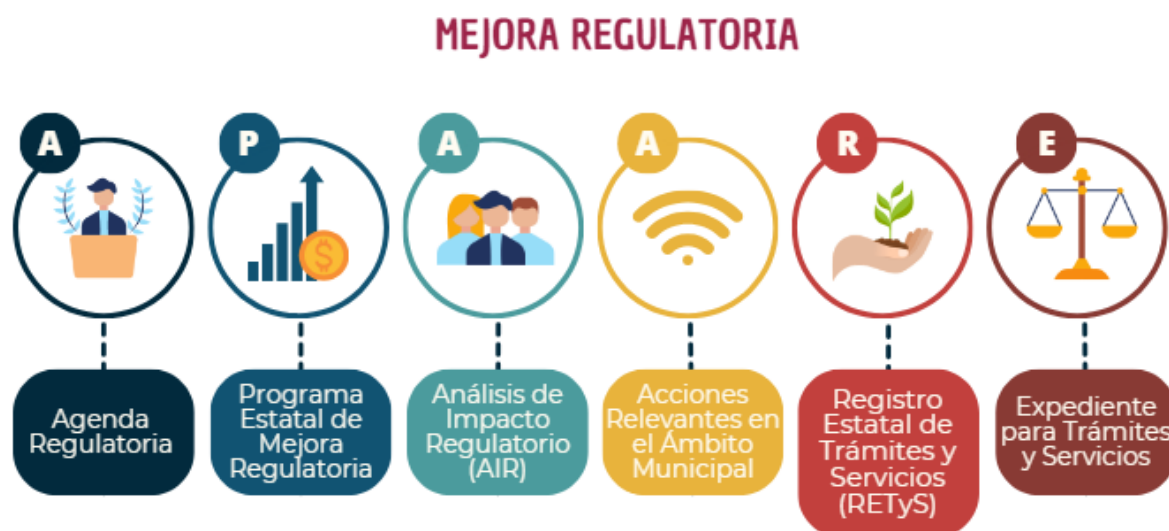 MEJORA REGULATORIA
A
P
A
A
R
E
Agenda
Regulatoria
Programa
Estatal de
Mejora
Regulatoria
Análisis de
Impacto
Regulatorio
(AIR)
Acciones
Relevantes en
el Ámbito
Municipal
Registro
Estatal de
Trámites y
Servicios
(RETyS)
Expediente
para Trámites
y Servicios
$